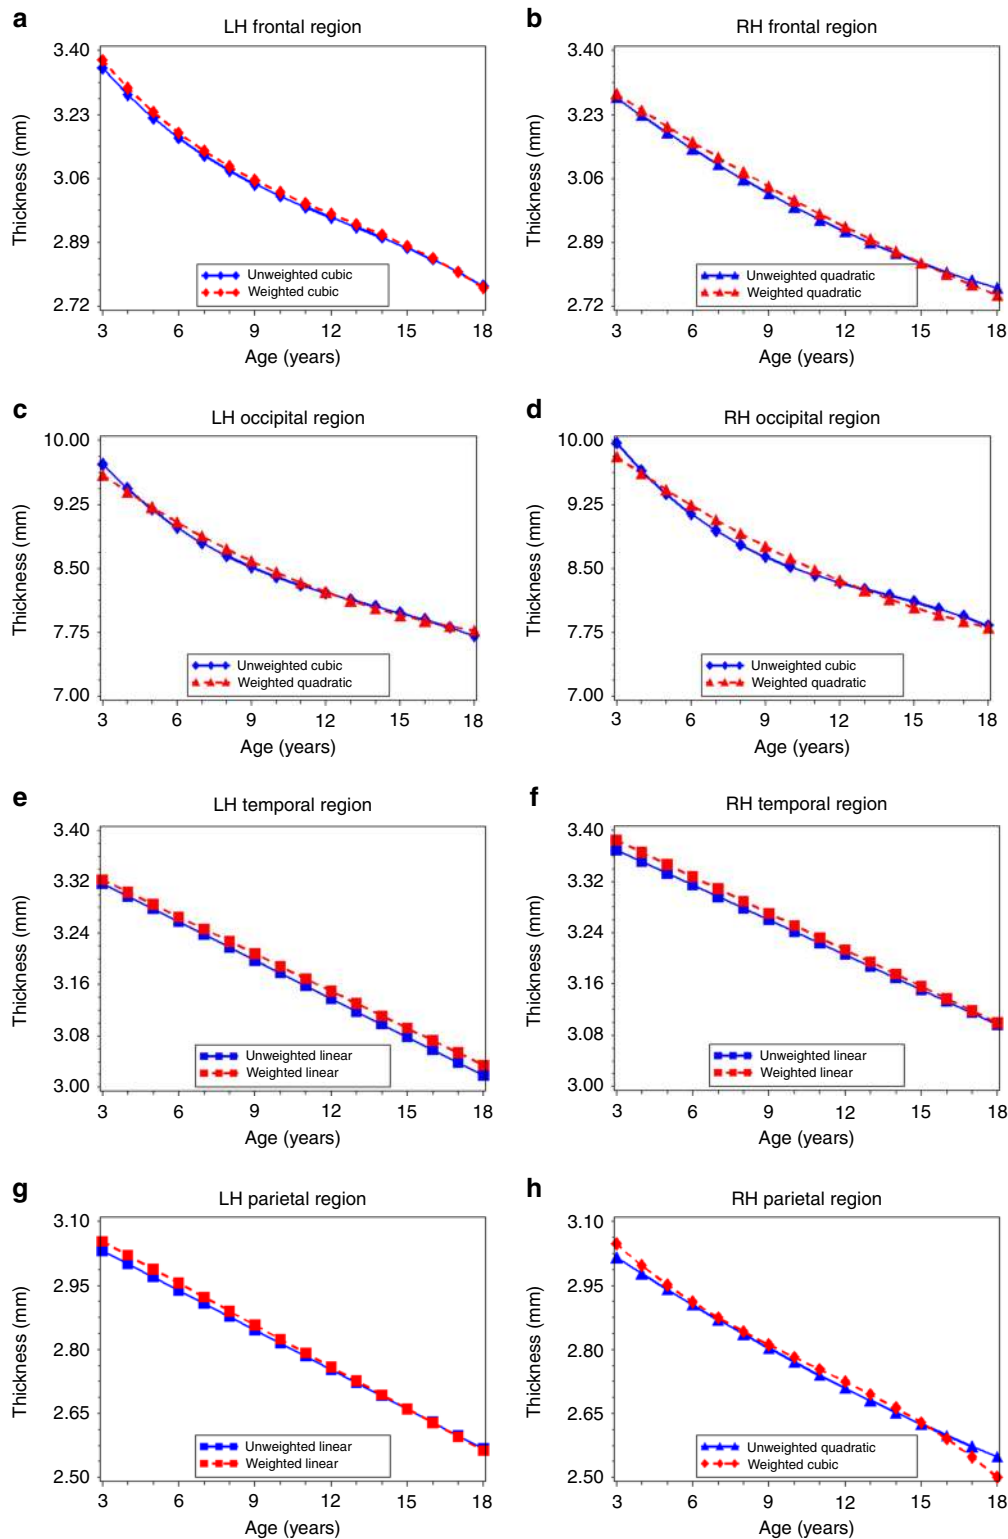 a
LH frontal region
3.40
3.23
3.06
2.89
2.72
Thickness (mm)
Unweighted cubic
Weighted cubic
3 6 9 12 15 18
Age (years)
b
RH frontal region
3.40
3.23
3.06
2.89
2.72
Thickness (mm)
Unweighted quadratic
Weighted quadratic
3 6 9 12 15 18
Age (years)
c
LH occipital region
10.00
9.25
8.50
7.75
7.00
Thickness (mm)
Unweighted cubic
Weighted quadratic
3 6 9 12 15 18
Age (years)
d
RH occipital region
10.00
9.25
8.50
7.75
7.00
Thickness (mm)
Unweighted cubic
Weighted quadratic
3 6 9 12 15 18
Age (years)
e
LH temporal region
3.40
3.32
3.24
3.16
3.08
3.00
Thickness (mm)
Unweighted linear
Weighted linear
3 6 9 12 15 18
Age (years)
f
RH temporal region
3.40
3.32
3.24
3.16
3.08
3.00
Thickness (mm)
Unweighted linear
Weighted linear
3 6 9 12 15 18
Age (years)
g
LH parietal region
3.10
2.95
2.80
2.65
2.50
Thickness (mm)
Unweighted linear
Weighted linear
3 6 9 12 15 18
Age (years)
h
RH parietal region
3.10
2.95
2.80
2.65
2.50
Thickness (mm)
Unweighted quadratic
Weighted cubic
3 6 9 12 15 18
Age (years)